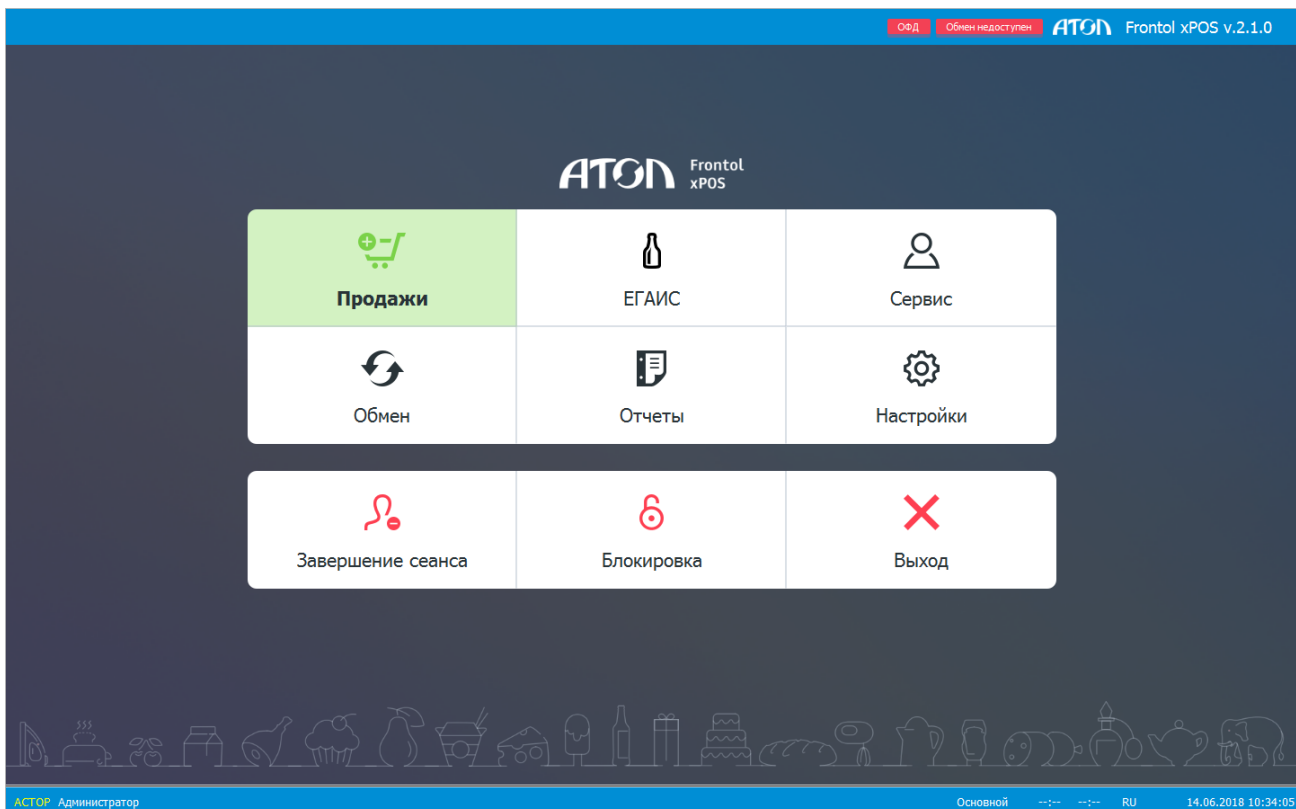 ОФД Обмен недоступен АТОЛ Frontol xPOS v.2.1.0
АТОЛ Frontol
xPOS
Продажи ЕГАИС Сервис
Обмен Отчеты Настройки
Завершение сеанса Блокировка Выход
АСТОР Администратор Основной --:-- --:-- RU 14.06.2018 10:34:05